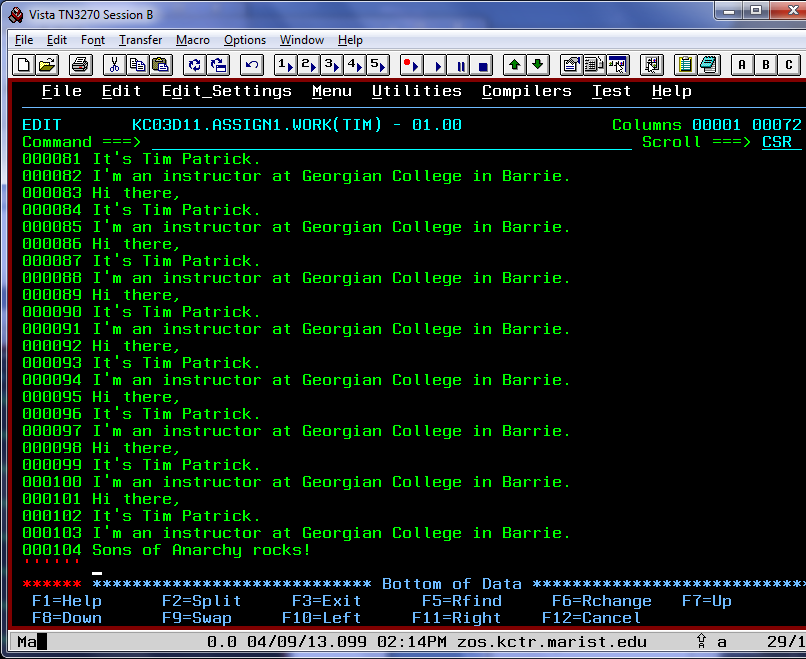 Vista TN3270 Session B
File Edit Font Transfer Macro Options Window Help
1 2 3 4 5 A B C
File Edit Edit_Settings Menu Utilities Compilers Test Help
EDIT KC03D11.ASSIGN1.WORK(TIM) - 01.00 Columns 00001 00072
Command ===> Scroll ===> CSR
000081 It's Tim Patrick.
000082 I'm an instructor at Georgian College in Barrie.
000083 Hi there,
000084 It's Tim Patrick.
000085 I'm an instructor at Georgian College in Barrie.
000086 Hi there,
000087 It's Tim Patrick.
000088 I'm an instructor at Georgian College in Barrie.
000089 Hi there,
000090 It's Tim Patrick.
000091 I'm an instructor at Georgian College in Barrie.
000092 Hi there,
000093 It's Tim Patrick.
000094 I'm an instructor at Georgian College in Barrie.
000095 Hi there,
000096 It's Tim Patrick.
000097 I'm an instructor at Georgian College in Barrie.
000098 Hi there,
000099 It's Tim Patrick.
000100 I'm an instructor at Georgian College in Barrie.
000101 Hi there,
000102 It's Tim Patrick.
000103 I'm an instructor at Georgian College in Barrie.
000104 Sons of Anarchy rocks!
''''''
****** **************************** Bottom of Data ****************************
F1=Help F2=Split F3=Exit F5=Rfind F6=Rchange F7=Up
F8=Down F9=Swap F10=Left F11=Right F12=Cancel
Ma 0.0 04/09/13.099 02:14PM zos.kctr.marist.edu a 29/1